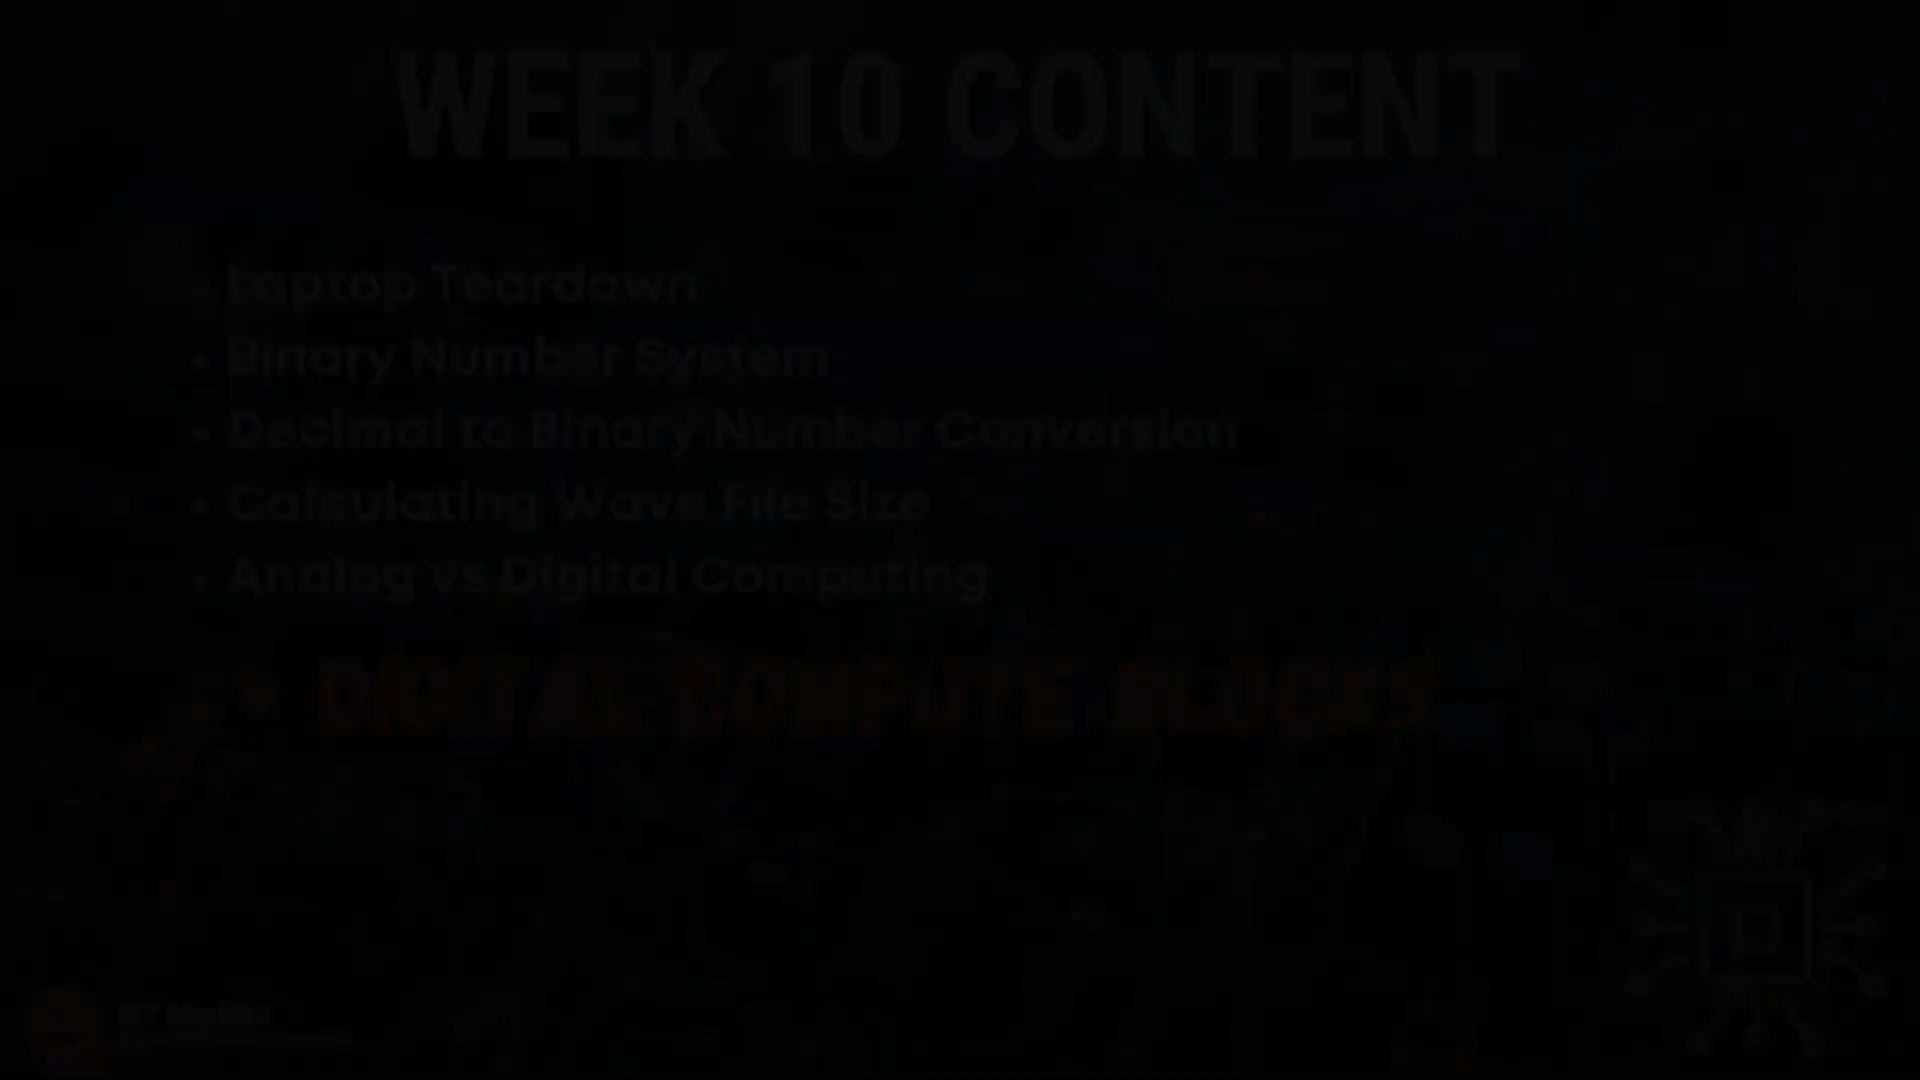 WEEK 10 CONTENT
• Laptop Teardown
• Binary Number System
• Decimal to Binary Number Conversion
• Calculating Wave File Size
• Analog vs Digital Computing
• DIGITAL COMPUTE BLOCKS